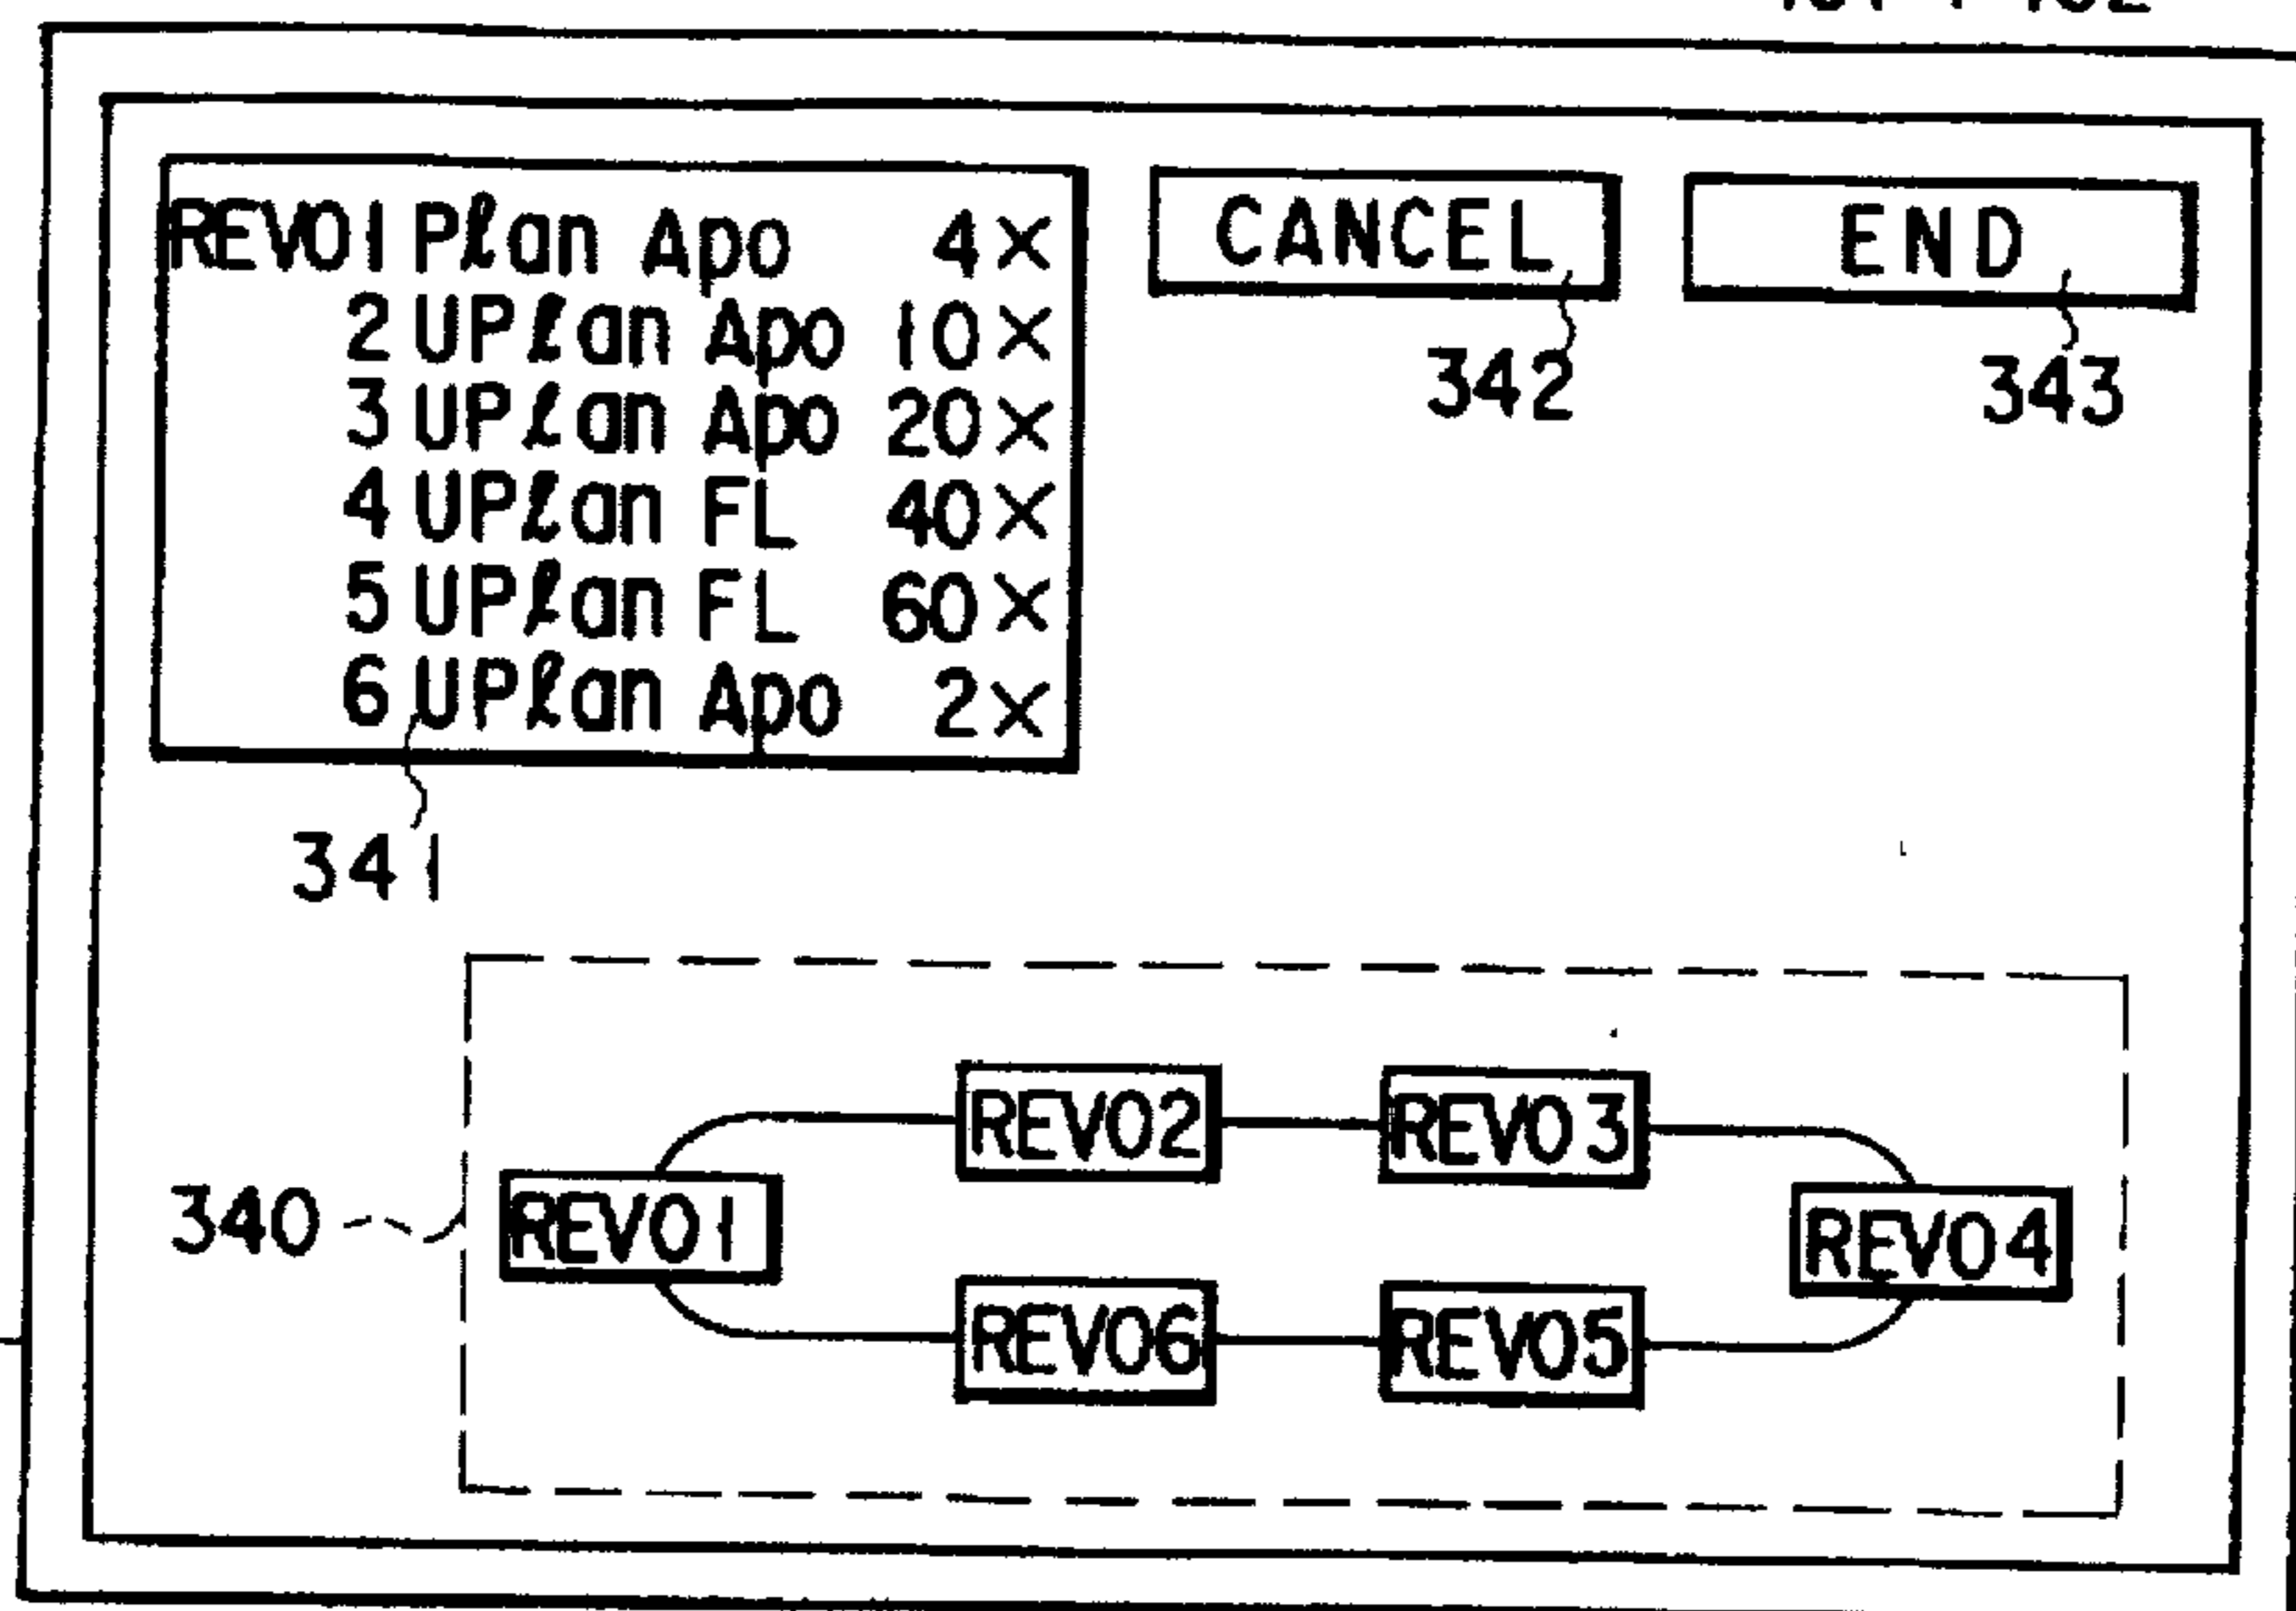 REVO1 Plan Apo 4×
2 UPlan Apo 10×
3 UPlan Apo 20×
4 UPlan FL 40×
5 UPlan FL 60×
6 UPlan Apo 2×
CANCEL
END
342
343
341
REVO2
REVO3
340
REVO1
REVO4
REVO6
REVO5